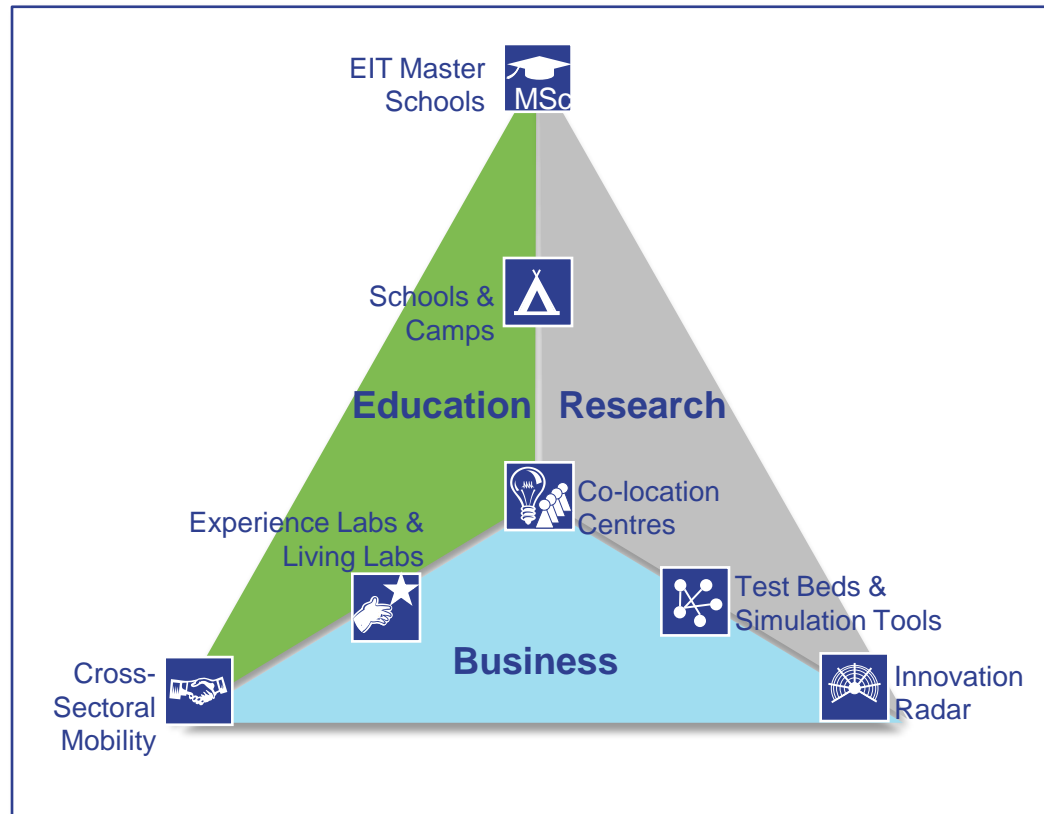 EIT Master
Schools
MSc
Schools &
Camps
Education
Research
Co-location
Centres
Experience Labs &
Living Labs
Test Beds &
Simulation Tools
Business
Cross-
Sectoral
Mobility
Innovation
Radar